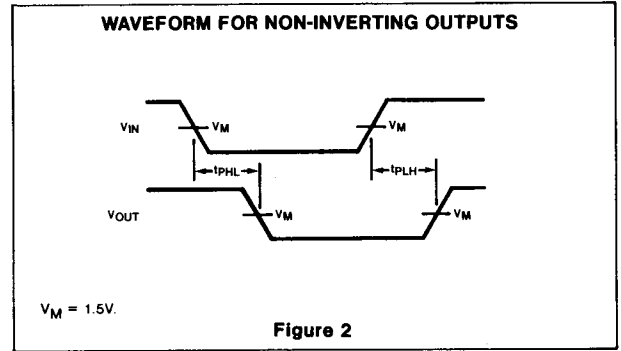 WAVEFORM FOR NON-INVERTING OUTPUTS
VIN
VM
VM
tPHL
tPLH
VOUT
VM
VM
VM = 1.5V.
Figure 2